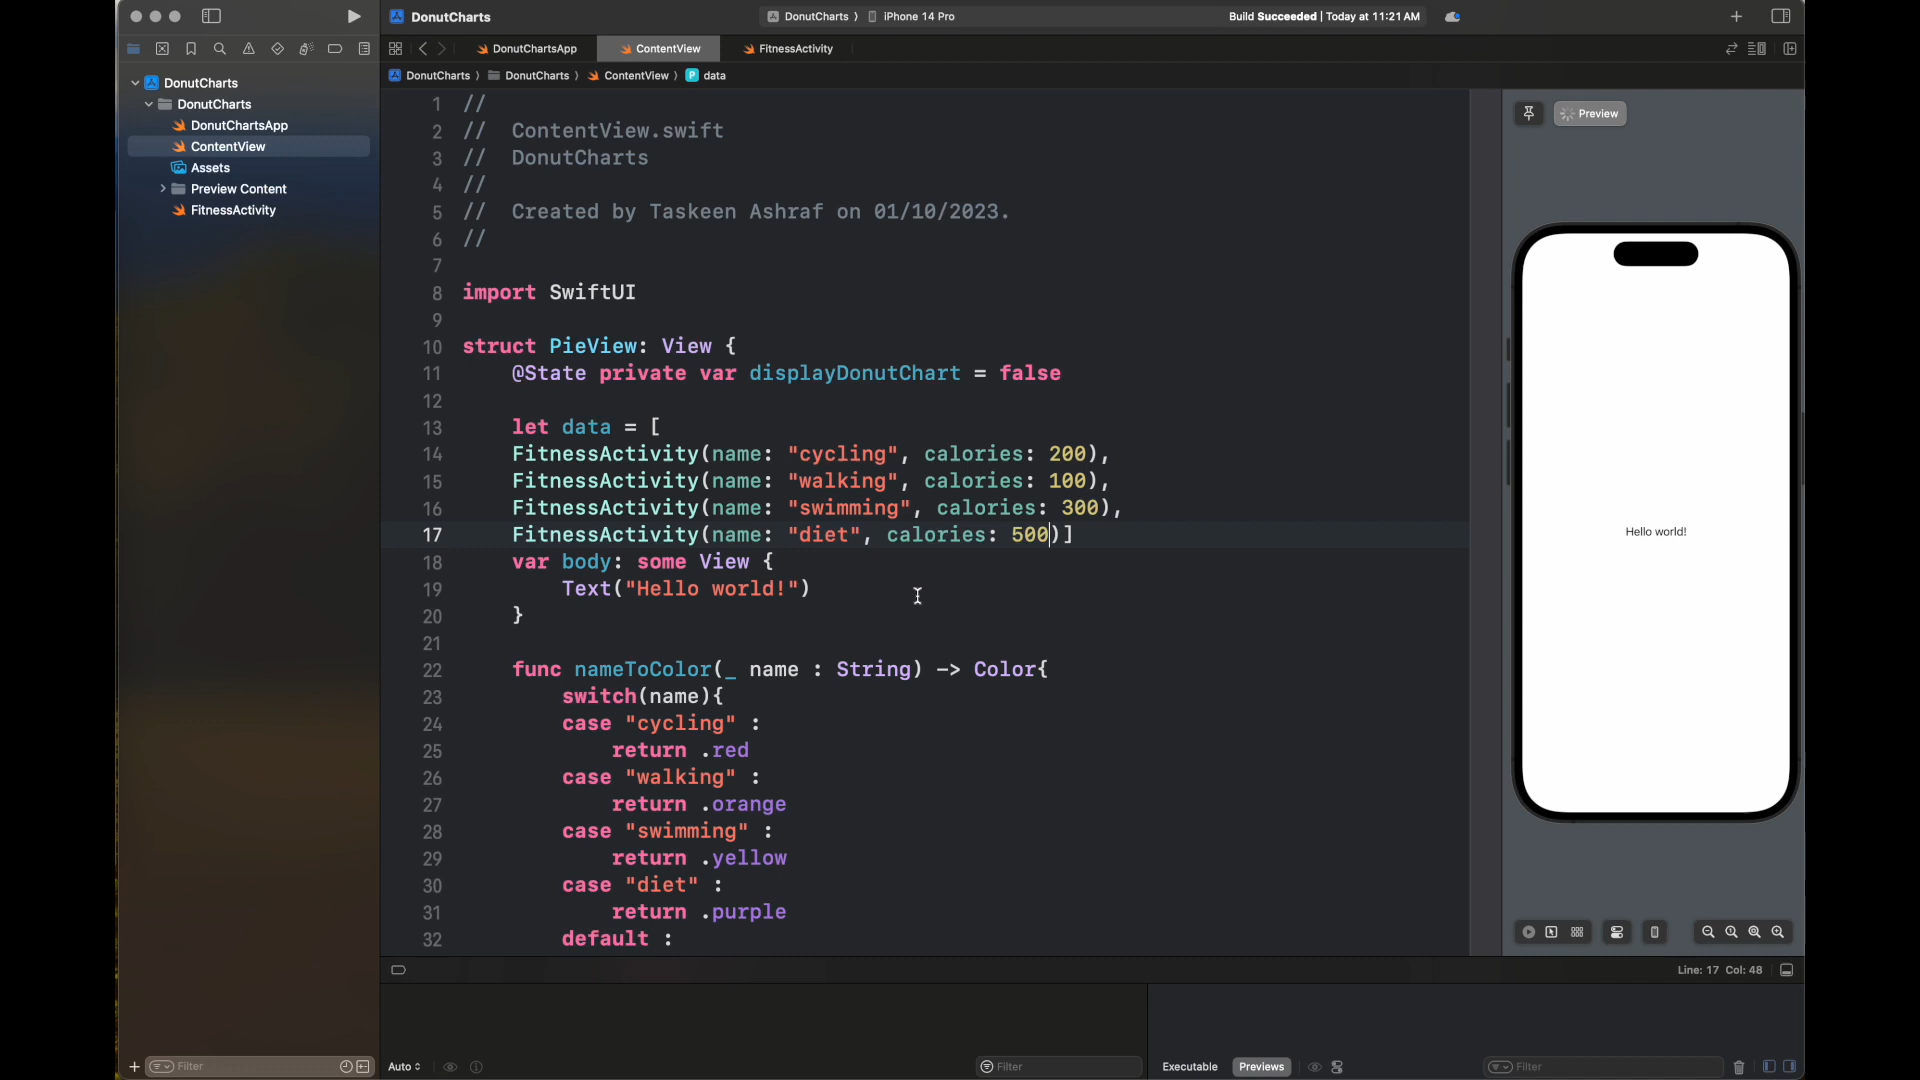 DonutCharts
DonutCharts
iPhone 14 Pro
Build Succeeded | Today at 11:21 AM
DonutChartsApp
ContentView
FitnessActivity
DonutCharts
DonutCharts
ContentView
data
DonutCharts
DonutCharts
DonutChartsApp
ContentView
Assets
Preview Content
FitnessActivity
1 //
2 // ContentView.swift
3 // DonutCharts
4 //
5 // Created by Taskeen Ashraf on 01/10/2023.
6 //
7
8 import SwiftUI
9
10 struct PieView: View {
11 @State private var displayDonutChart = false
12
13 let data = [
14 FitnessActivity(name: "cycling", calories: 200),
15 FitnessActivity(name: "walking", calories: 100),
16 FitnessActivity(name: "swimming", calories: 300),
17 FitnessActivity(name: "diet", calories: 500)]
18 var body: some View {
19 Text("Hello world!")
20 }
21
22 func nameToColor(_ name : String) -> Color{
23 switch(name){
24 case "cycling" :
25 return .red
26 case "walking" :
27 return .orange
28 case "swimming" :
29 return .yellow
30 case "diet" :
31 return .purple
32 default :
Preview
Hello world!
Line: 17 Col: 48
Filter
Auto
Filter
Executable
Previews
Filter